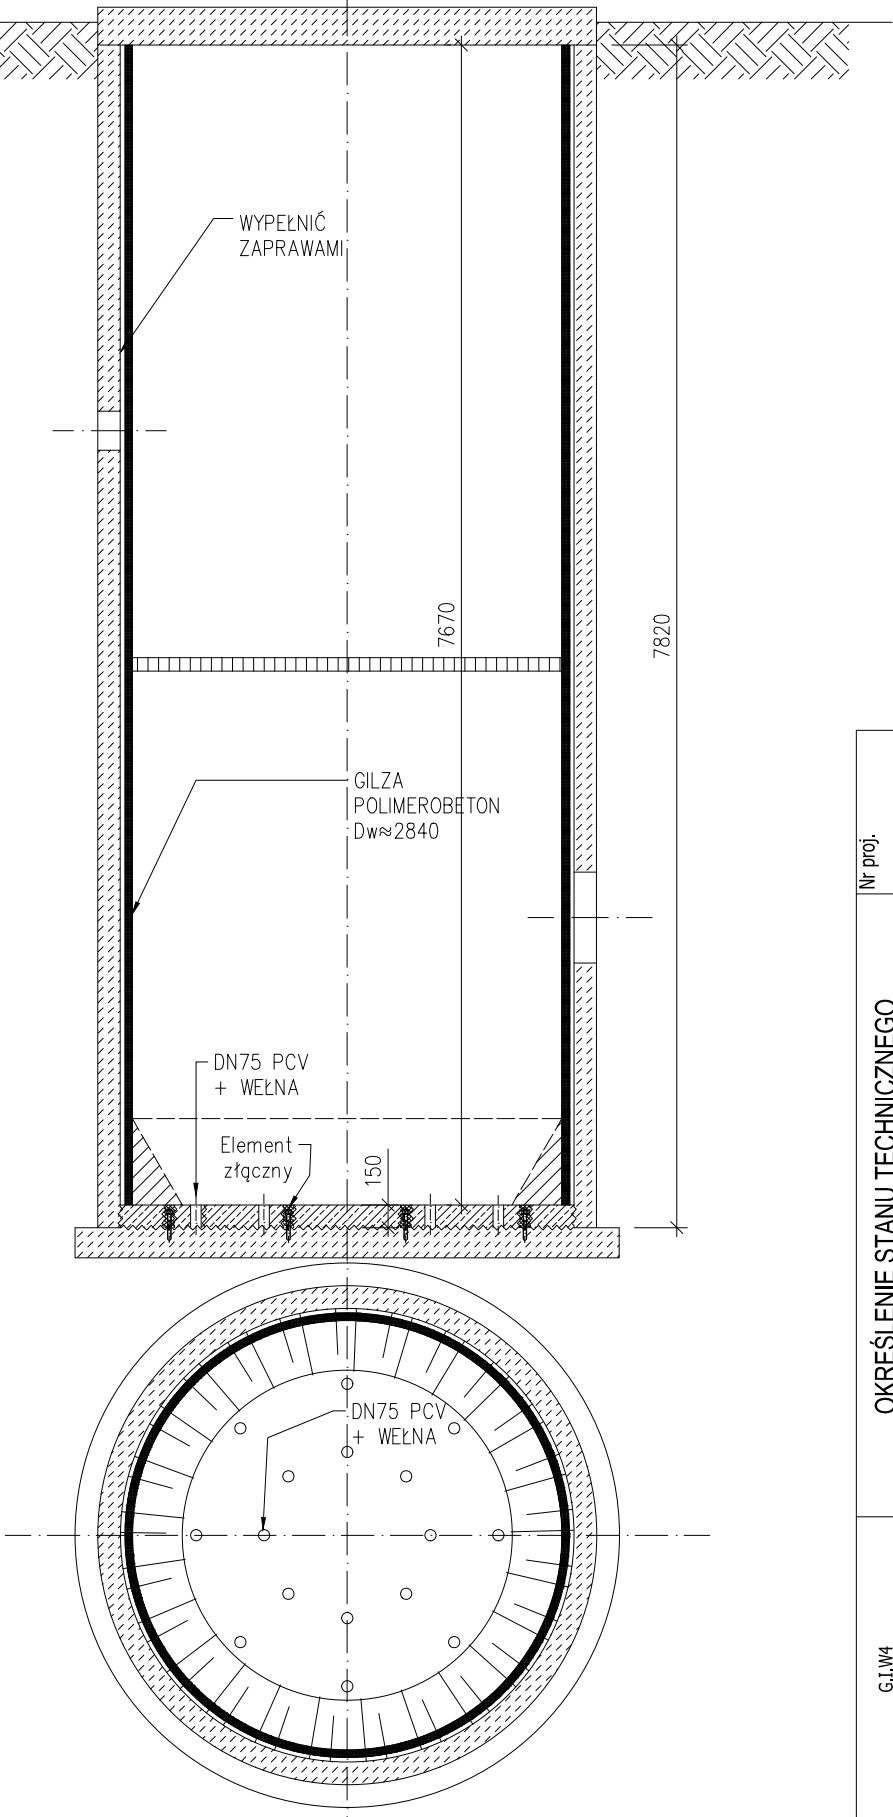 WYPEŁNIĆ
ZAPRAWAMI
7670
7820
GILZA
POLIMEROBETON
Dw≈2840
DN75 PCV
+ WEŁNA
Element
złączny
150
DN75 PCV
+ WEŁNA
Nr proj.
OKREŚLENIE STANU TECHNICZNEGO
G.I.W4